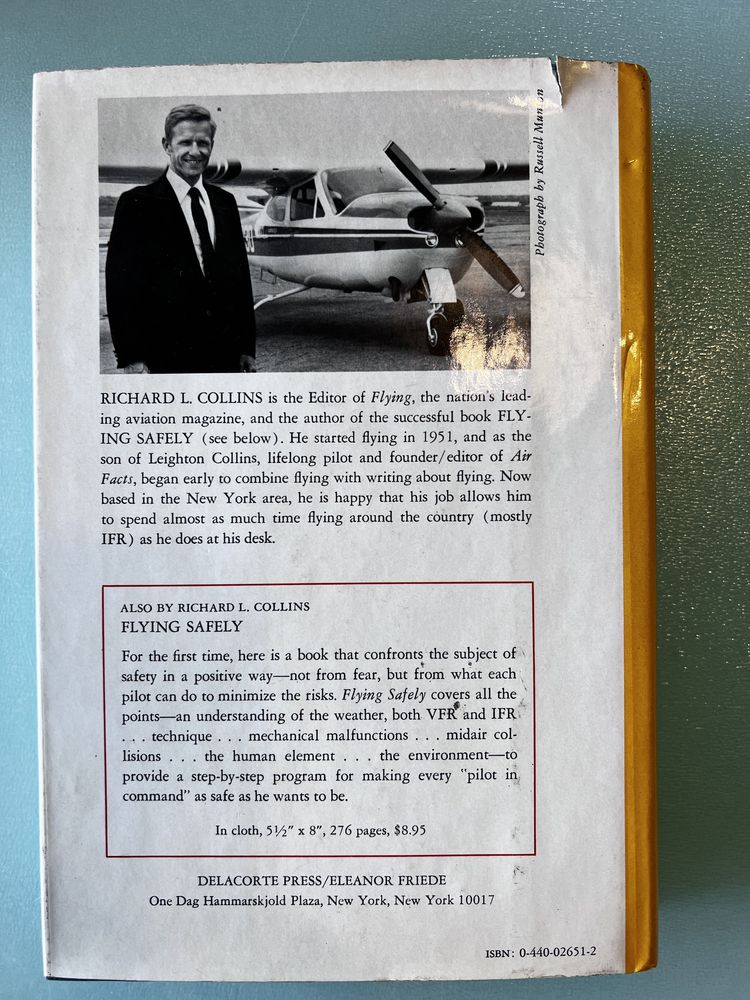 Photograph by Russell Munson
RICHARD L. COLLINS is the Editor of Flying, the nation's lead-
ing aviation magazine, and the author of the successful book FLY-
ING SAFELY (see below). He started flying in 1951, and as the
son of Leighton Collins, lifelong pilot and founder/editor of Air
Facts, began early to combine flying with writing about flying. Now
based in the New York area, he is happy that his job allows him
to spend almost as much time flying around the country (mostly
IFR) as he does at his desk.
ALSO BY RICHARD L. COLLINS
FLYING SAFELY
For the first time, here is a book that confronts the subject of
safety in a positive way—not from fear, but from what each
pilot can do to minimize the risks. Flying Safely covers all the
points—an understanding of the weather, both VFR and IFR
. . . technique . . . mechanical malfunctions . . . midair col-
lisions . . . the human element . . . the environment—to
provide a step-by-step program for making every "pilot in
command" as safe as he wants to be.
In cloth, 5½" x 8", 276 pages, $8.95
DELACORTE PRESS/ELEANOR FRIEDE
One Dag Hammarskjold Plaza, New York, New York 10017
ISBN: 0-440-02651-2